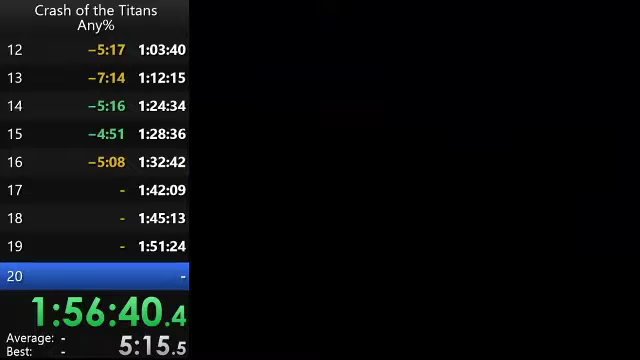 Crash of the Titans
Any%
12 −5:17 1:03:40
13 −7:14 1:12:15
14 −5:16 1:24:34
15 −4:51 1:28:36
16 −5:08 1:32:42
17 - 1:42:09
18 - 1:45:13
19 - 1:51:24
20 -
1:56:40.4
Average: -
Best: - 5:15.5